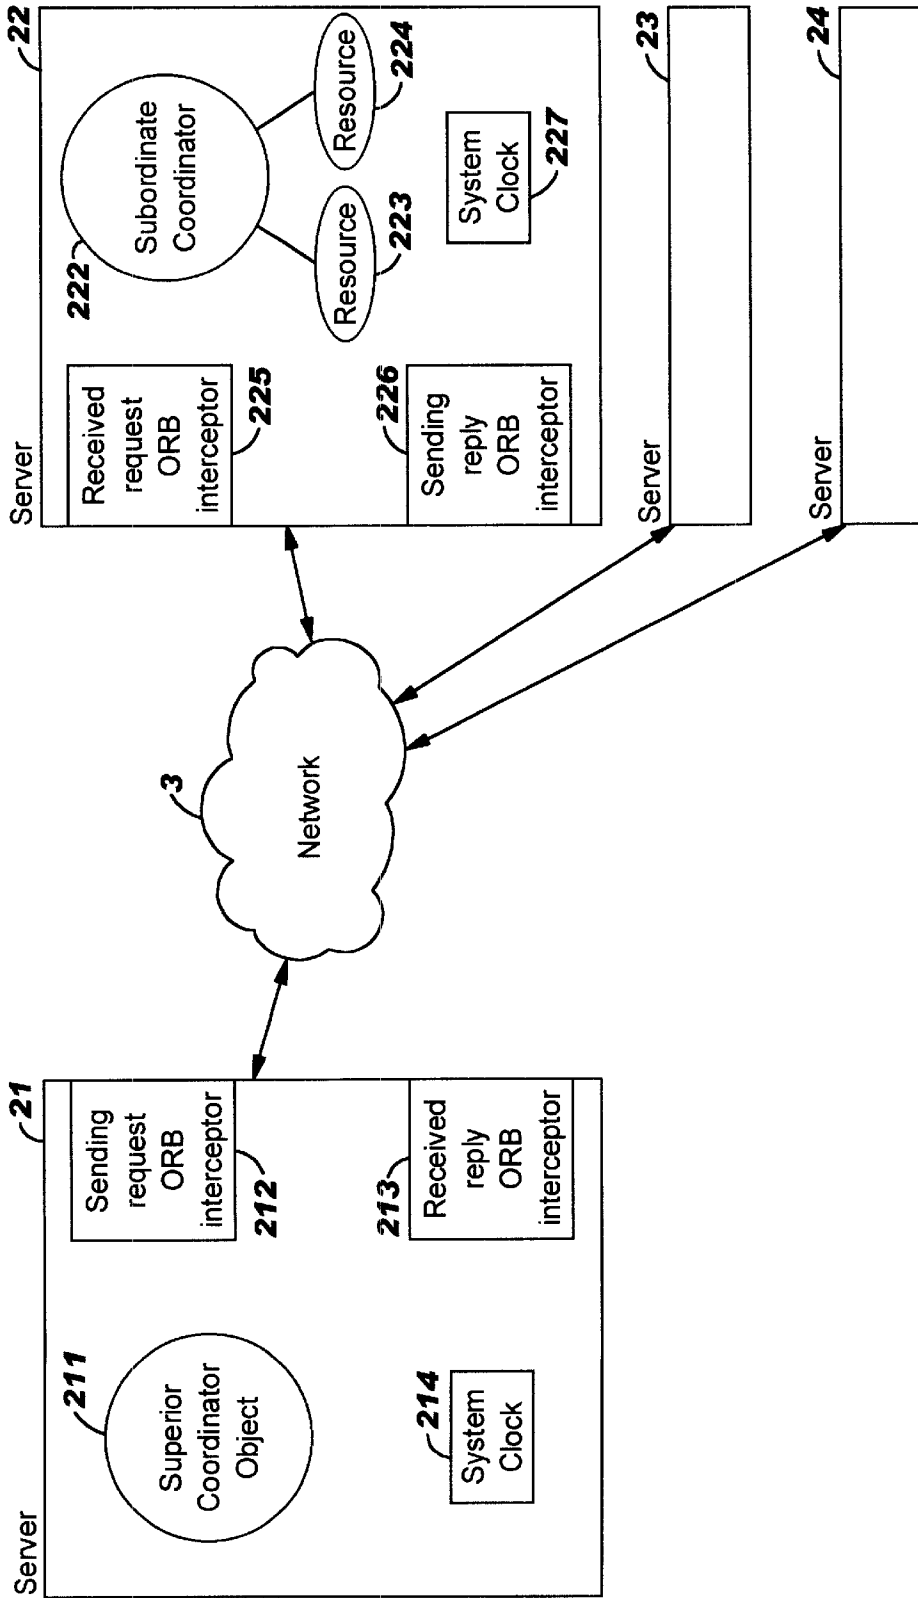 Server
21
211
Superior
Coordinator
Object
Sending
request
ORB
interceptor
212
213
Received
reply
ORB
interceptor
214
System
Clock
3
Network
Server
22
Received
request
ORB
interceptor
225
226
Sending
reply
ORB
interceptor
222
Subordinate
Coordinator
Resource
223
Resource
224
System
Clock
227
Server
23
Server
24